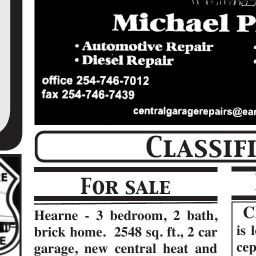 Michael
• Automotive Repair
• Diesel Repair
office 254-746-7012
fax 254-746-7439
centralgaragerepairs@ea
CLASSIFI
FOR SALE
Hearne - 3 bedroom, 2 bath,
brick home. 2548 sq. ft., 2 car
garage, new central heat and
is l
cep